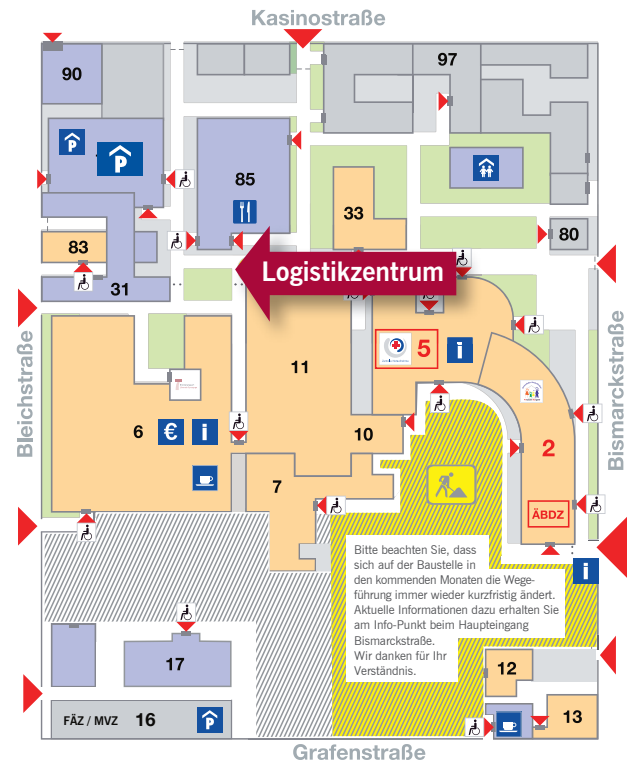 Kasinostraße
90
97
P
P
85
33
80
83
31
Logistikzentrum
Bleichstraße
Bismarckstraße
5
i
11
6
€
i
10
2
7
ÄBDZ
Bitte beachten Sie, dass
sich auf der Baustelle in
den kommenden Monaten die Wege-
führung immer wieder kurzfristig ändert.
Aktuelle Informationen dazu erhalten Sie
am Info-Punkt beim Haupteingang
Bismarckstraße.
Wir danken für Ihr
Verständnis.
i
17
12
FÄZ / MVZ
16
P
13
Grafenstraße